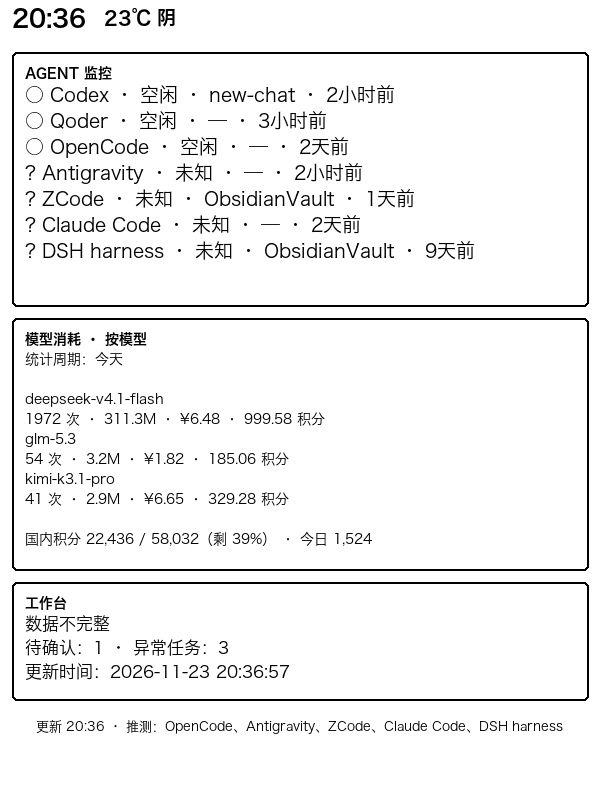 20:36 23℃ 阴
AGENT 监控
○ Codex · 空闲 · new-chat · 2小时前
○ Qoder · 空闲 · — · 3小时前
○ OpenCode · 空闲 · — · 2天前
? Antigravity · 未知 · — · 2小时前
? ZCode · 未知 · ObsidianVault · 1天前
? Claude Code · 未知 · — · 2天前
? DSH harness · 未知 · ObsidianVault · 9天前
模型消耗 · 按模型
统计周期：今天
deepseek-v4.1-flash
1972 次 · 311.3M · ¥6.48 · 999.58 积分
glm-5.3
54 次 · 3.2M · ¥1.82 · 185.06 积分
kimi-k3.1-pro
41 次 · 2.9M · ¥6.65 · 329.28 积分
国内积分 22,436 / 58,032（剩 39%） · 今日 1,524
工作台
数据不完整
待确认：1 · 异常任务：3
更新时间：2026-11-23 20:36:57
更新 20:36 · 推测：OpenCode、Antigravity、ZCode、Claude Code、DSH harness